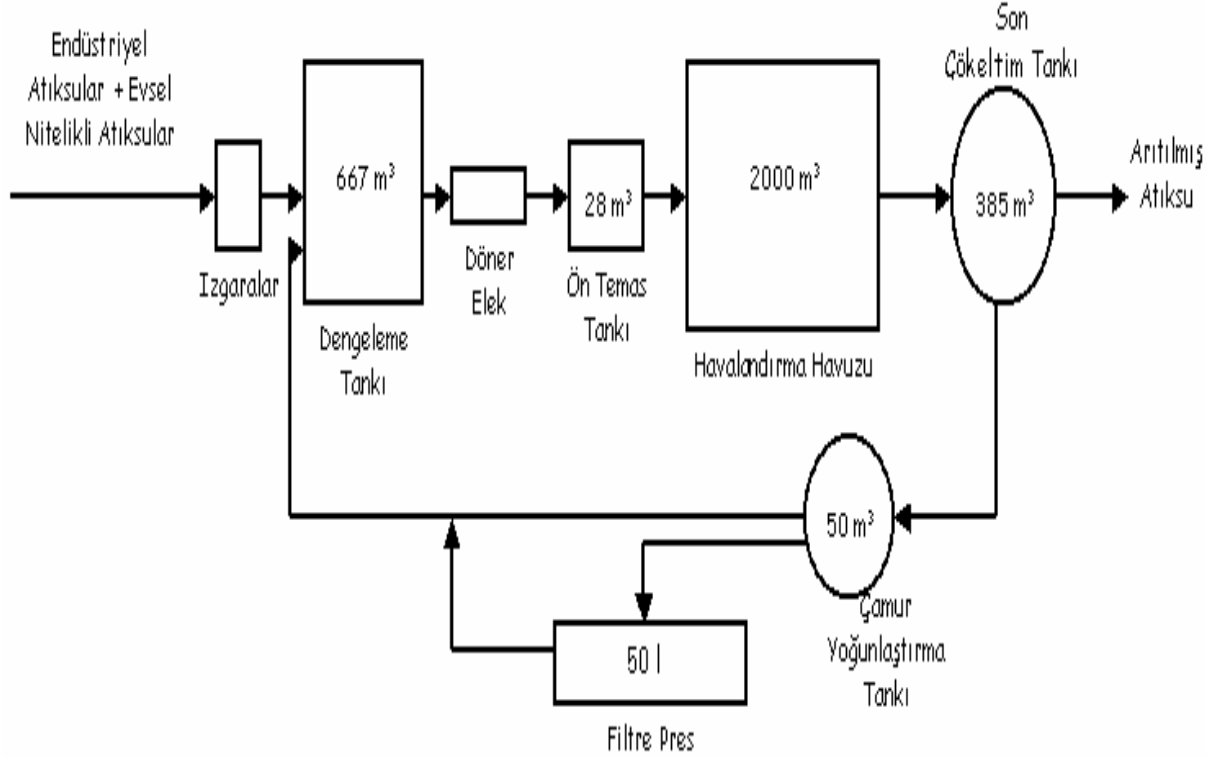 Endüstriyel
Atıksular + Evsel
Nitelikli Atıksular
Izgaralar
667 m³
Dengeleme
Tankı
Döner
Elek
28 m³
Ön Temas
Tankı
2000 m³
Havalandırma Havuzu
Son
Çökeltim Tankı
385 m³
Arıtılmış
Atıksu
50 m³
Çamur
Yoğunlaştırma
Tankı
50 l
Filtre Pres